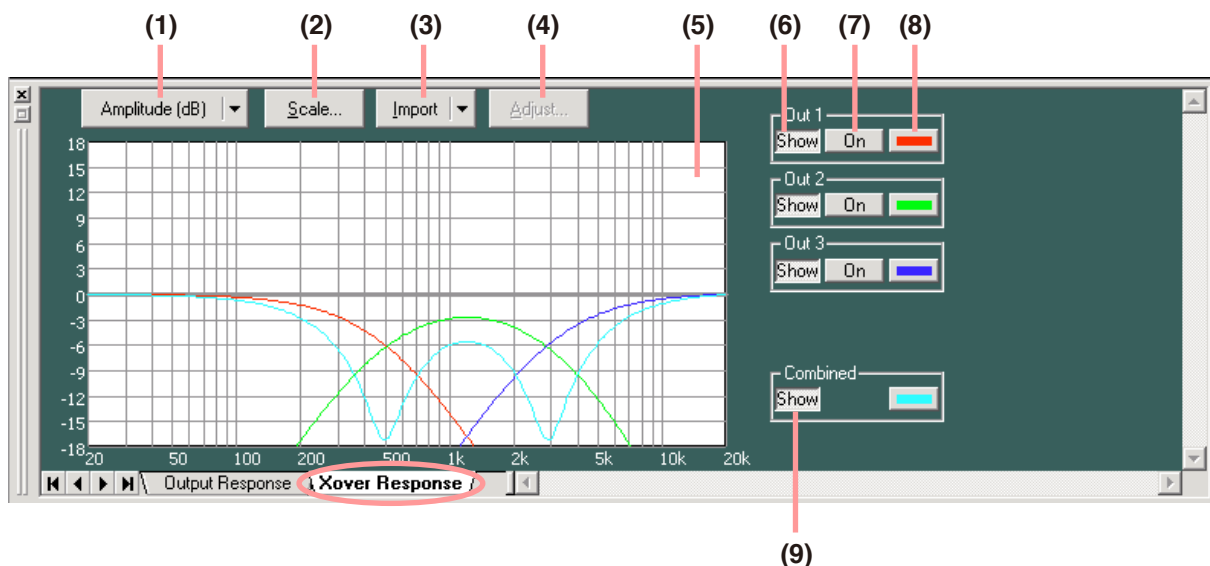 (1) (2) (3) (4) (5) (6) (7) (8)
Amplitude (dB) Scale... Import Adjust...
18
15
12
9
6
3
0
-3
-6
-9
-12
-15
-18
20 50 100 200 500 1k 2k 5k 10k 20k
Out 1
Show On
Out 2
Show On
Out 3
Show On
Combined
Show
Output Response Xover Response
(9)